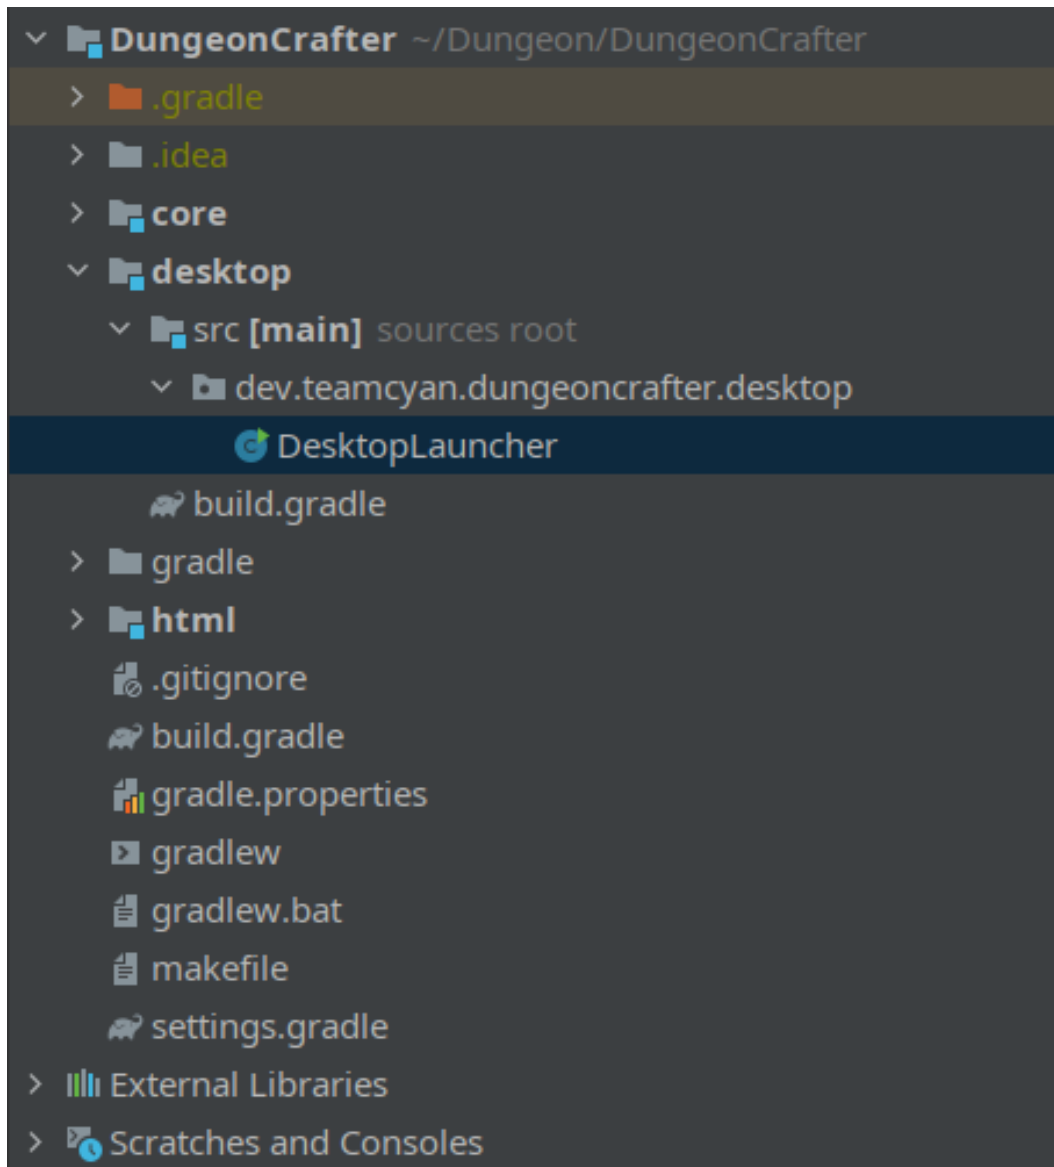 DungeonCrafter ~/Dungeon/DungeonCrafter
.gradle
.idea
core
desktop
src [main] sources root
dev.teamcyan.dungeoncrafter.desktop
DesktopLauncher
build.gradle
gradle
html
.gitignore
build.gradle
gradle.properties
gradlew
gradlew.bat
makefile
settings.gradle
External Libraries
Scratches and Consoles